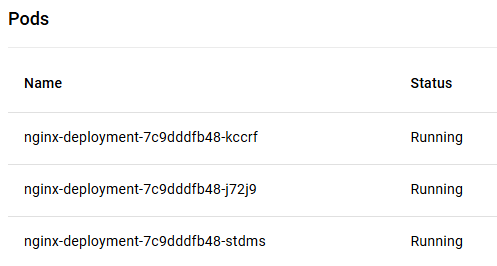 Pods
Name Status
nginx-deployment-7c9dddfb48-kccrf Running
nginx-deployment-7c9dddfb48-j72j9 Running
nginx-deployment-7c9dddfb48-stdms Running